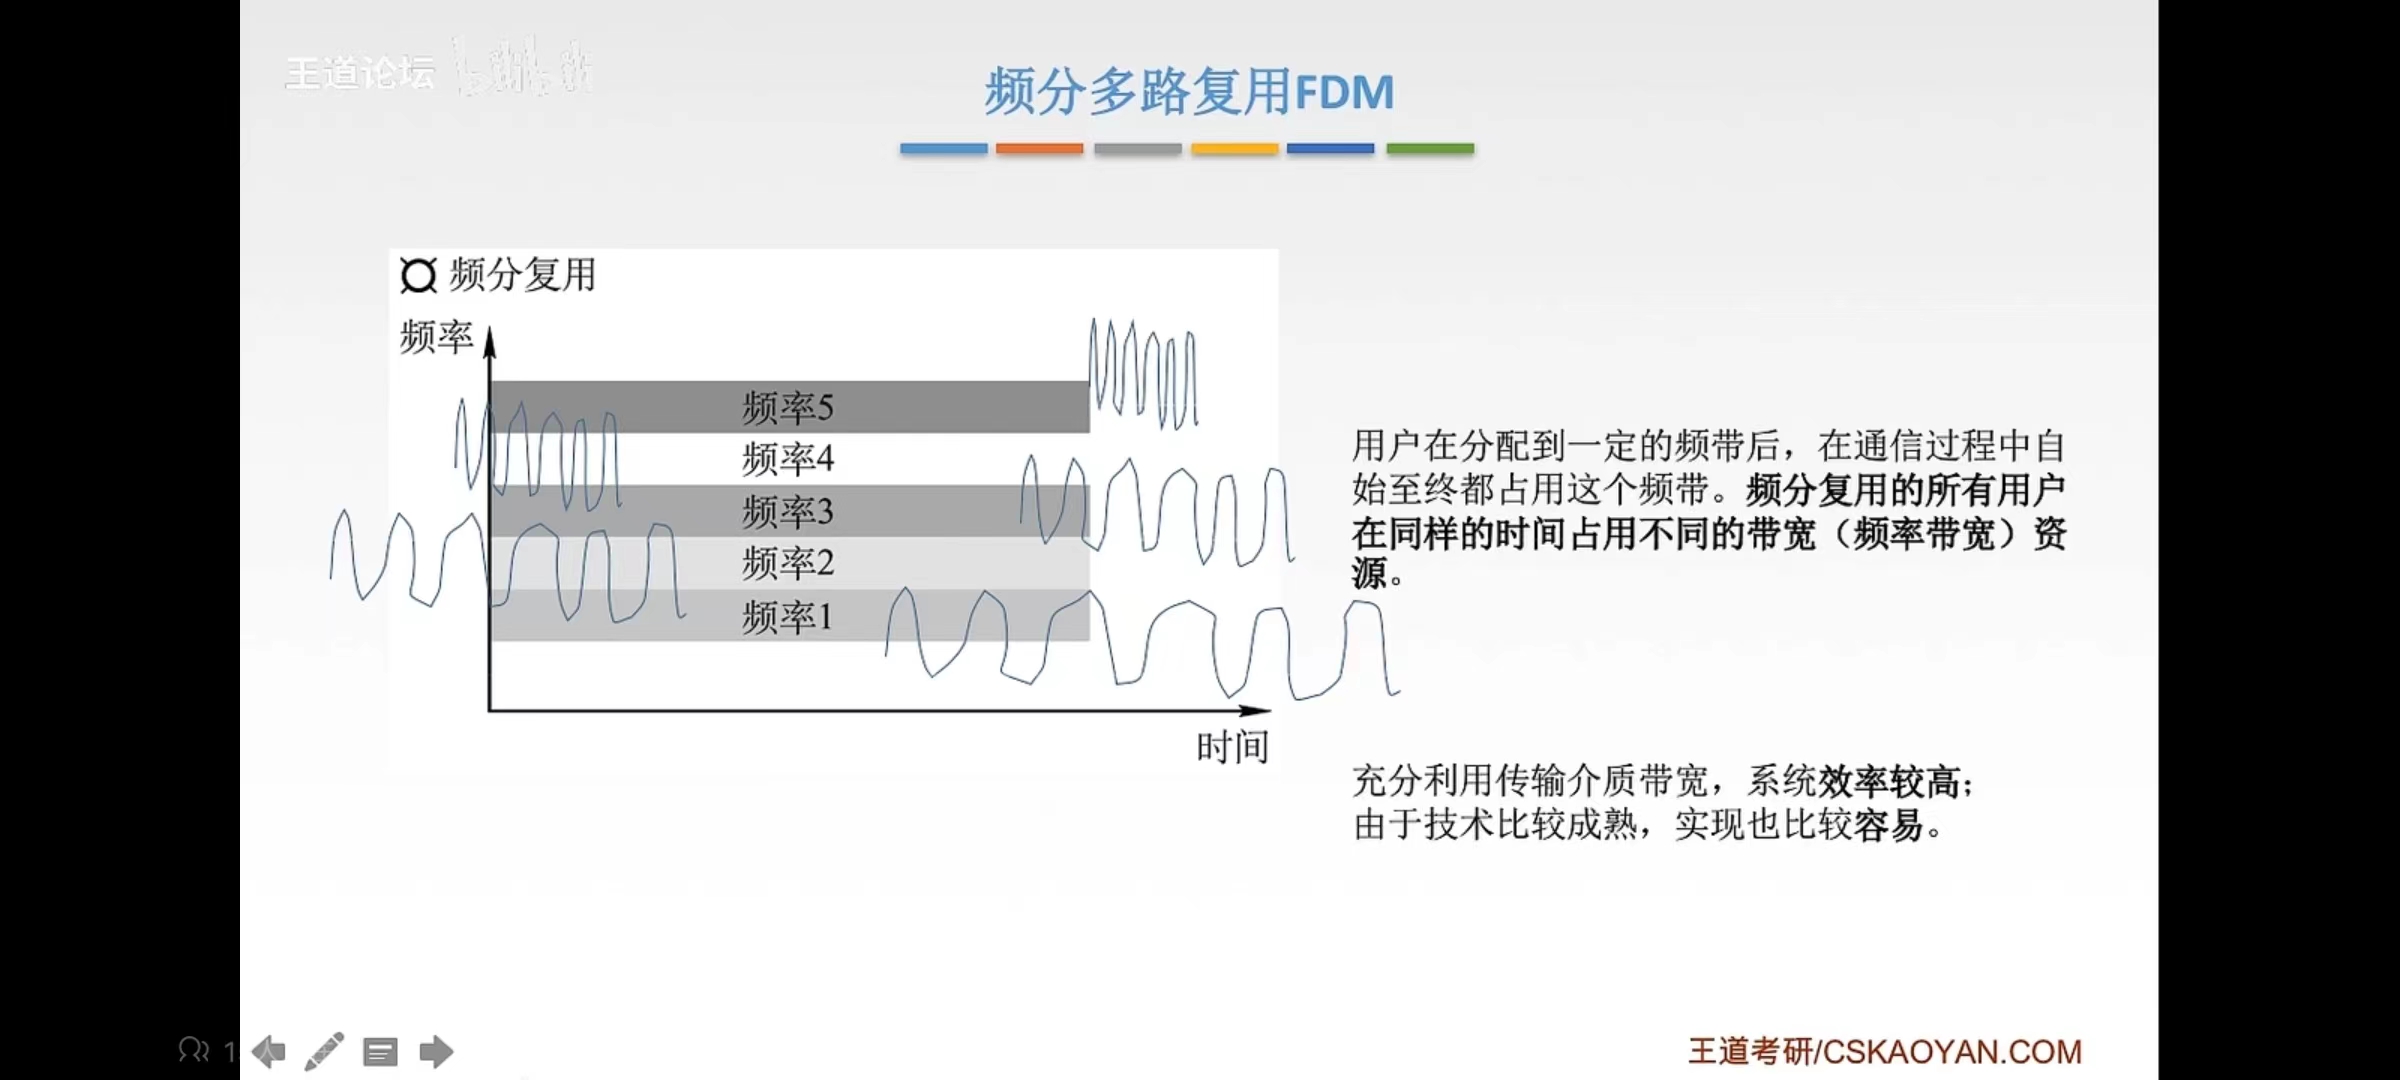 王道论坛 bilibili
频分多路复用FDM
¤ 频分复用
频率
频率5
频率4
频率3
频率2
频率1
时间
用户在分配到一定的频带后，在通信过程中自
始至终都占用这个频带。频分复用的所有用户
在同样的时间占用不同的带宽（频率带宽）资
源。
充分利用传输介质带宽，系统效率较高；
由于技术比较成熟，实现也比较容易。
王道考研/CSKAOYAN.COM